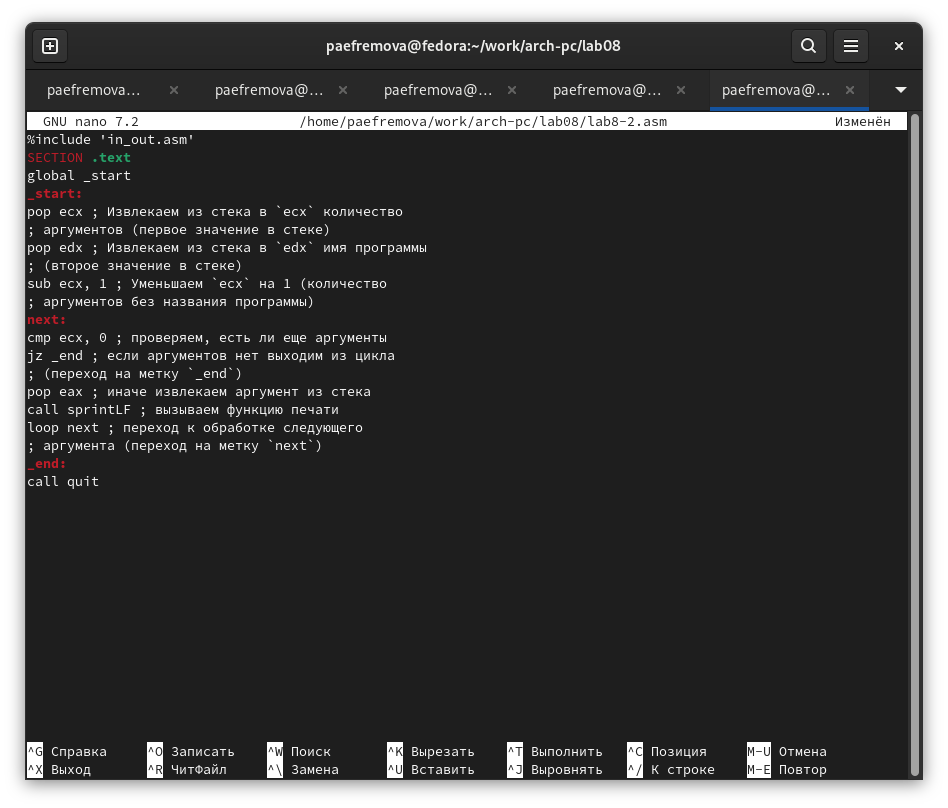 paefremova@fedora:~/work/arch-pc/lab08
paefremova... paefremova@... paefremova@... paefremova@... paefremova@...
GNU nano 7.2 /home/paefremova/work/arch-pc/lab08/lab8-2.asm Изменён
%include 'in_out.asm'
SECTION .text
global _start
_start:
pop ecx ; Извлекаем из стека в `ecx` количество
; аргументов (первое значение в стеке)
pop edx ; Извлекаем из стека в `edx` имя программы
; (второе значение в стеке)
sub ecx, 1 ; Уменьшаем `ecx` на 1 (количество
; аргументов без названия программы)
next:
cmp ecx, 0 ; проверяем, есть ли еще аргументы
jz _end ; если аргументов нет выходим из цикла
; (переход на метку `_end`)
pop eax ; иначе извлекаем аргумент из стека
call sprintLF ; вызываем функцию печати
loop next ; переход к обработке следующего
; аргумента (переход на метку `next`)
_end:
call quit
^G Справка ^O Записать ^W Поиск ^K Вырезать ^T Выполнить ^C Позиция M-U Отмена
^X Выход ^R ЧитФайл ^\ Замена ^U Вставить ^J Выровнять ^/ К строке M-E Повтор